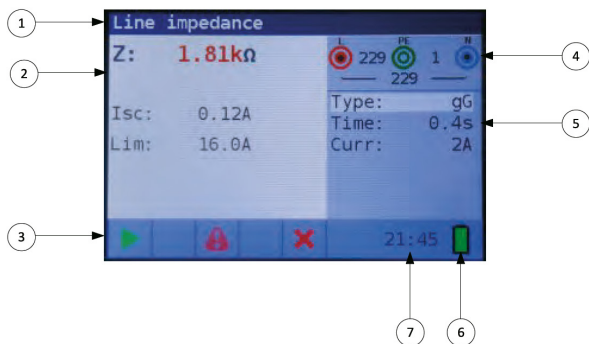 Line impedance
Z: 1.81kΩ
L PE N
229 1
229
Isc: 0.12A
Lim: 16.0A
Type: gG
Time: 0.4s
Curr: 2A
21:45
1
2
3
4
5
6
7